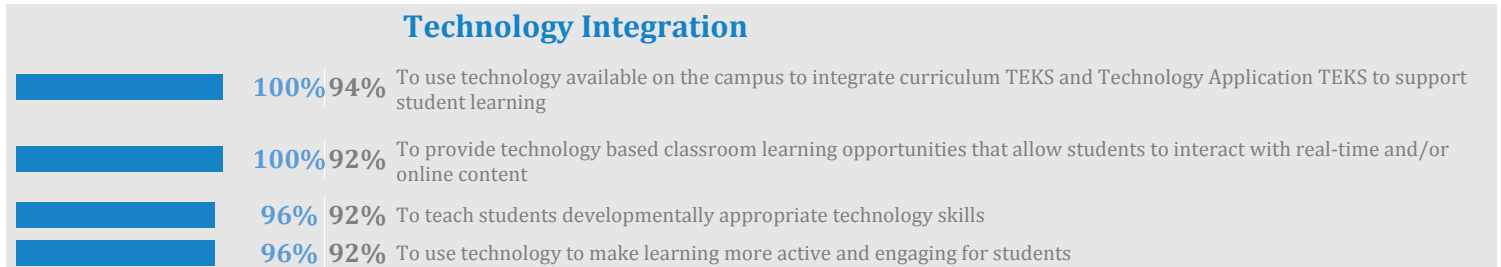 Technology Integration
100% 94% To use technology available on the campus to integrate curriculum TEKS and Technology Application TEKS to support
student learning
100% 92% To provide technology based classroom learning opportunities that allow students to interact with real-time and/or
online content
96% 92% To teach students developmentally appropriate technology skills
96% 92% To use technology to make learning more active and engaging for students